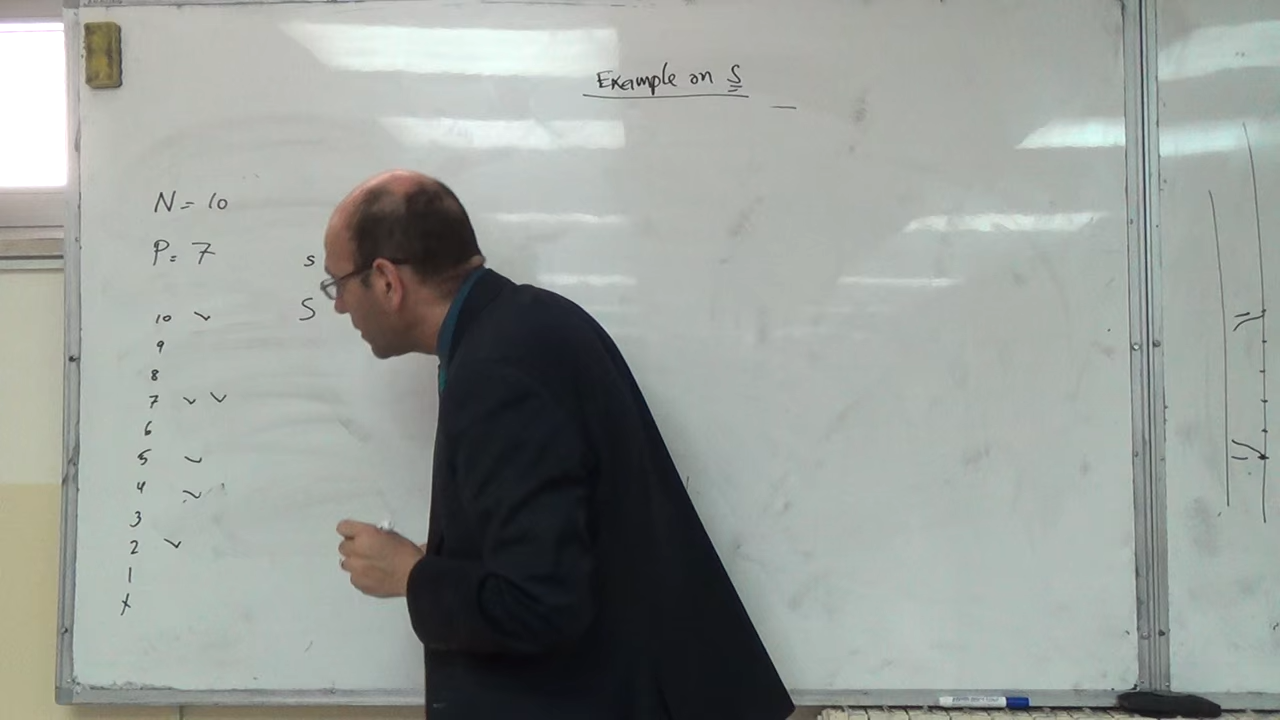 Example on S
N = 10
P = 7
s
S
10 ✓
9
8
7 ✓ ✓
6
5 ✓
4 ✓
3
2 ✓
1